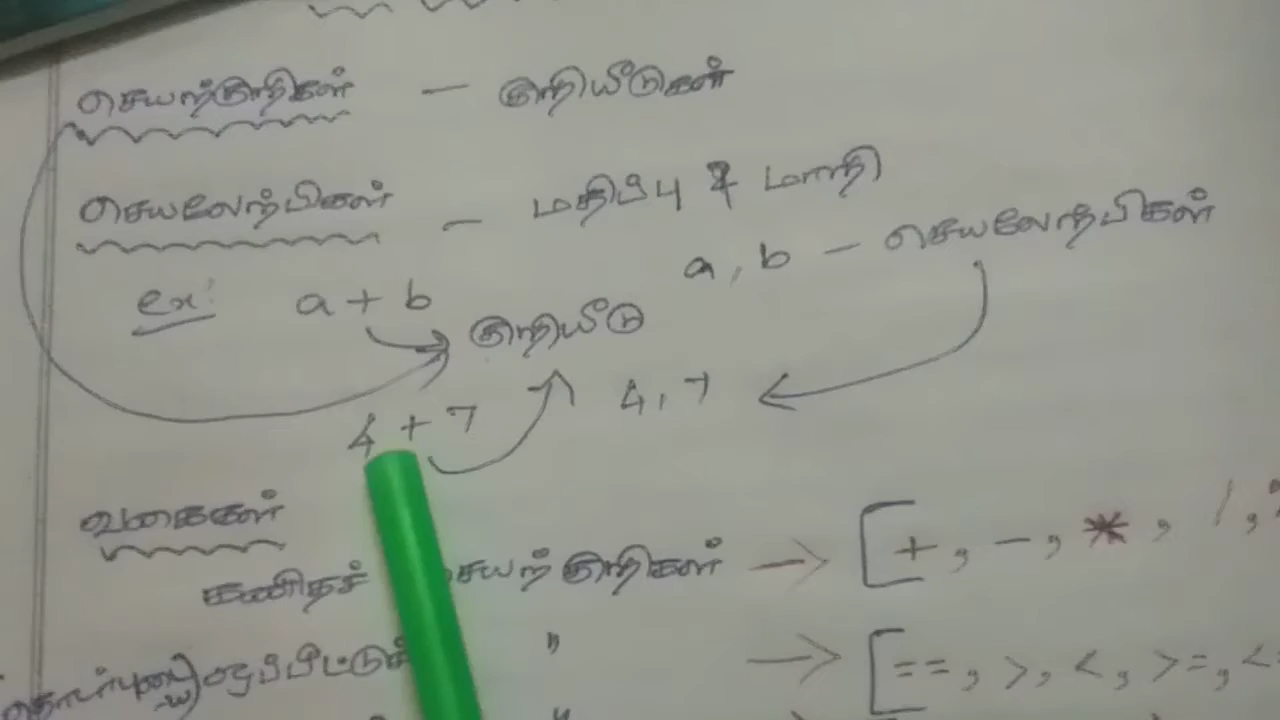 செயற்குறிகள் – குறியீடுகள்
செயலேற்பிகள் – மதிப்பு & மாறி
ex: a + b a, b – செயலேற்பிகள்
குறியீடு
4 + 7 4, 7
வகைகள்
கணிதச் செயற்குறிகள் → [+, –, *, /,
ஒப்பீட்டுச் " → [==, >, <, >=, <